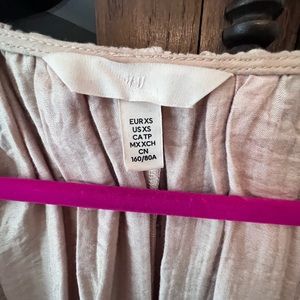 H&M
EUR XS
US XS
CA TP
MX XCH
CN
160/80A